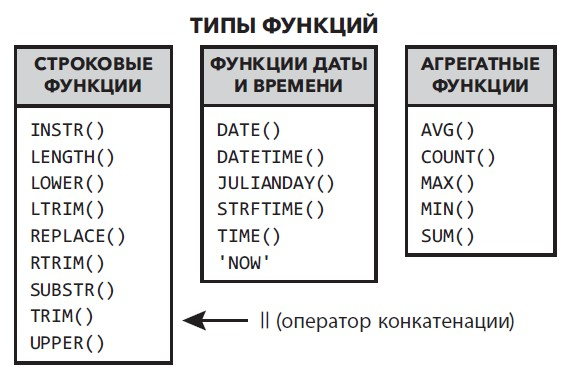 ТИПЫ ФУНКЦИЙ
СТРОКОВЫЕ
ФУНКЦИИ
INSTR()
LENGTH()
LOWER()
LTRIM()
REPLACE()
RTRIM()
SUBSTR()
TRIM()
UPPER()
ФУНКЦИИ ДАТЫ
И ВРЕМЕНИ
DATE()
DATETIME()
JULIANDAY()
STRFTIME()
TIME()
'NOW'
АГРЕГАТНЫЕ
ФУНКЦИИ
AVG()
COUNT()
MAX()
MIN()
SUM()
|| (оператор конкатенации)